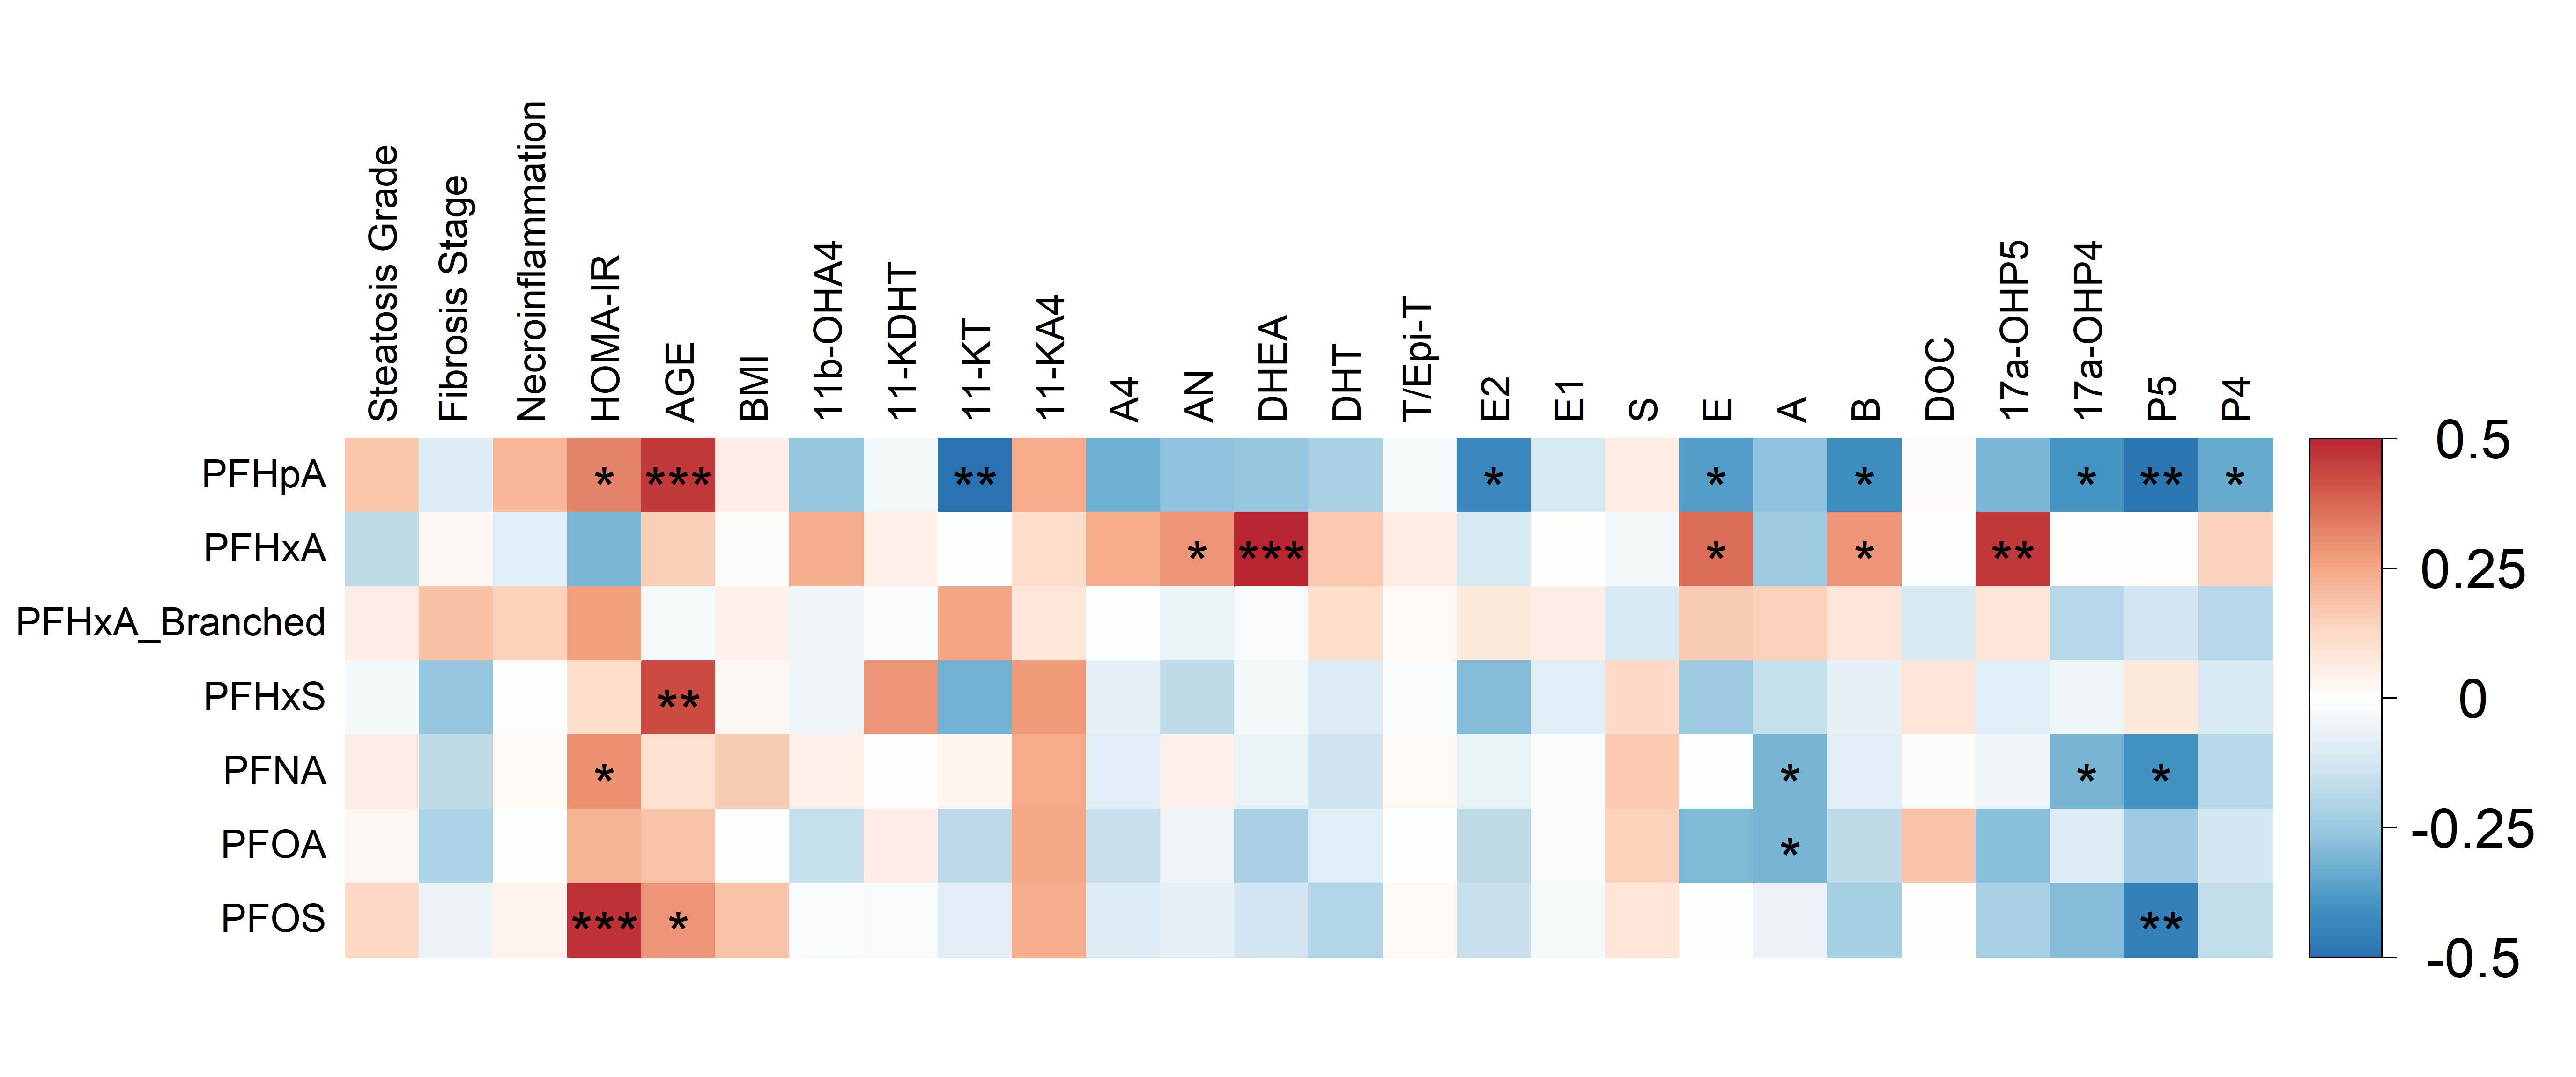 Steatosis Grade
Fibrosis Stage
Necroinflammation
HOMA-IR
AGE
BMI
11b-OHA4
11-KDHT
11-KT
11-KA4
A4
AN
DHEA
DHT
T/Epi-T
E2
E1
S
E
A
B
DOC
17a-OHP5
17a-OHP4
P5
P4
PFHpA * *** ** * * * * ** *
PFHxA * *** * * **
PFHxA_Branched
PFHxS **
PFNA * * * *
PFOA *
PFOS *** * **
0.5
0.25
0
-0.25
-0.5